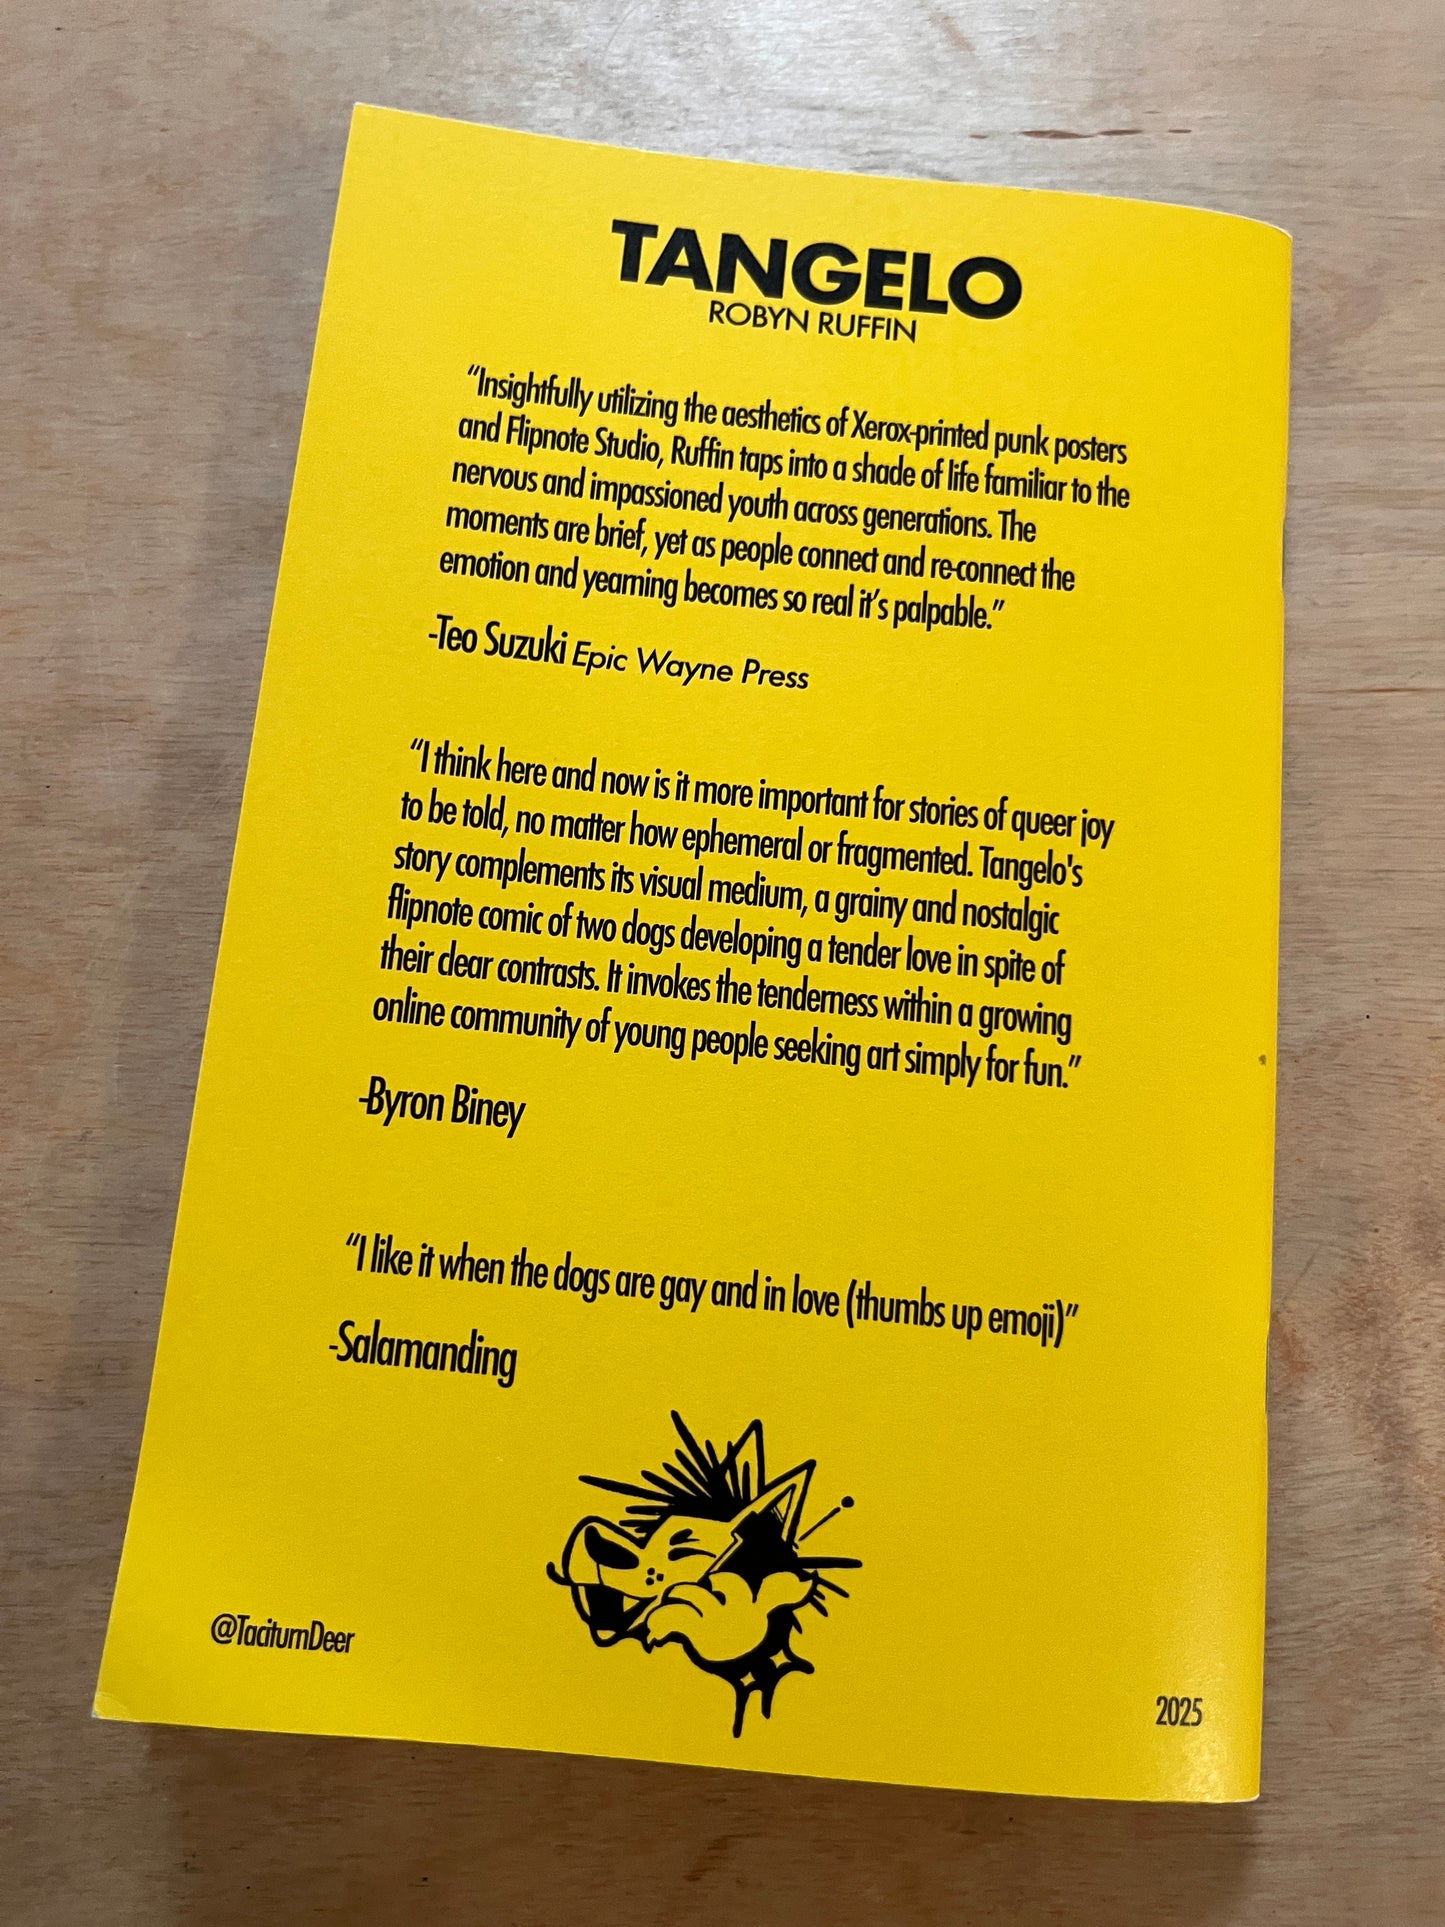 TANGELO
ROBYN RUFFIN
“Insightfully utilizing the aesthetics of Xerox-printed punk posters
and Flipnote Studio, Ruffin taps into a shade of life familiar to the
nervous and impassioned youth across generations. The
moments are brief, yet as people connect and re-connect the
emotion and yearning becomes so real it’s palpable.”
-Teo Suzuki Epic Wayne Press
“I think here and now is it more important for stories of queer joy
to be told, no matter how ephemeral or fragmented. Tangelo's
story complements its visual medium, a grainy and nostalgic
flipnote comic of two dogs developing a tender love in spite of
their clear contrasts. It invokes the tenderness within a growing
online community of young people seeking art simply for fun.”
-Byron Biney
“I like it when the dogs are gay and in love (thumbs up emoji)”
-Salamanding
@TaciturnDeer
2025